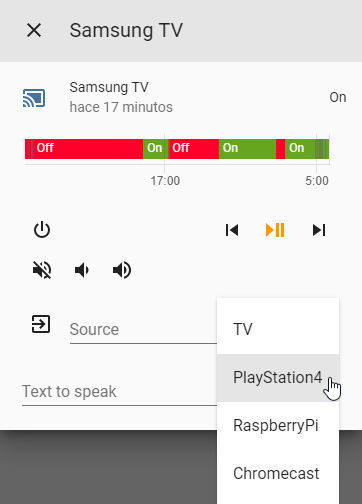 Samsung TV
Samsung TV
hace 17 minutos
On
Off On Off On On
17:00 5:00
Source
TV
PlayStation4
Text to speak
RaspberryPi
Chromecast